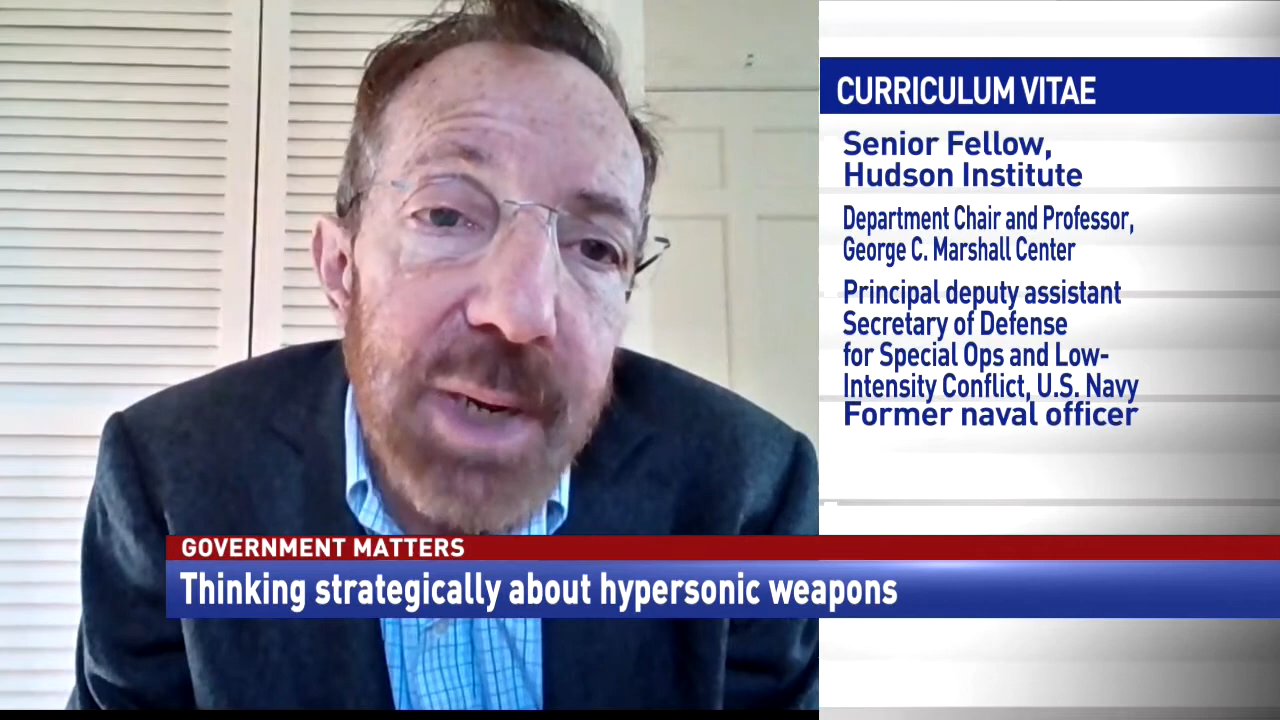 CURRICULUM VITAE
Senior Fellow,
Hudson Institute
Department Chair and Professor,
George C. Marshall Center
Principal deputy assistant
Secretary of Defense
for Special Ops and Low-
Intensity Conflict, U.S. Navy
Former naval officer
GOVERNMENT MATTERS
Thinking strategically about hypersonic weapons